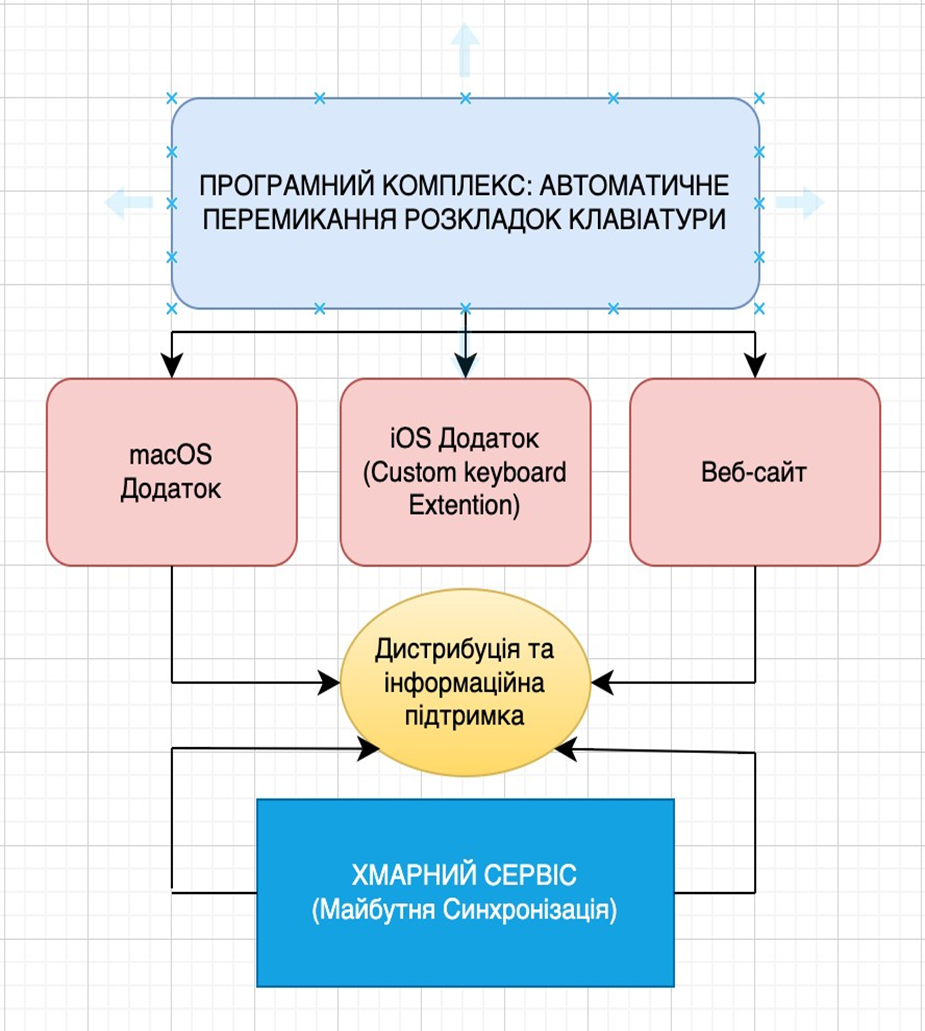 ПРОГРАМНИЙ КОМПЛЕКС: АВТОМАТИЧНЕ
ПЕРЕМИКАННЯ РОЗКЛАДОК КЛАВІАТУРИ
macOS
Додаток
iOS Додаток
(Custom keyboard
Extention)
Веб-сайт
Дистрибуція та
інформаційна
підтримка
ХМАРНИЙ СЕРВІС
(Майбутня Синхронізація)